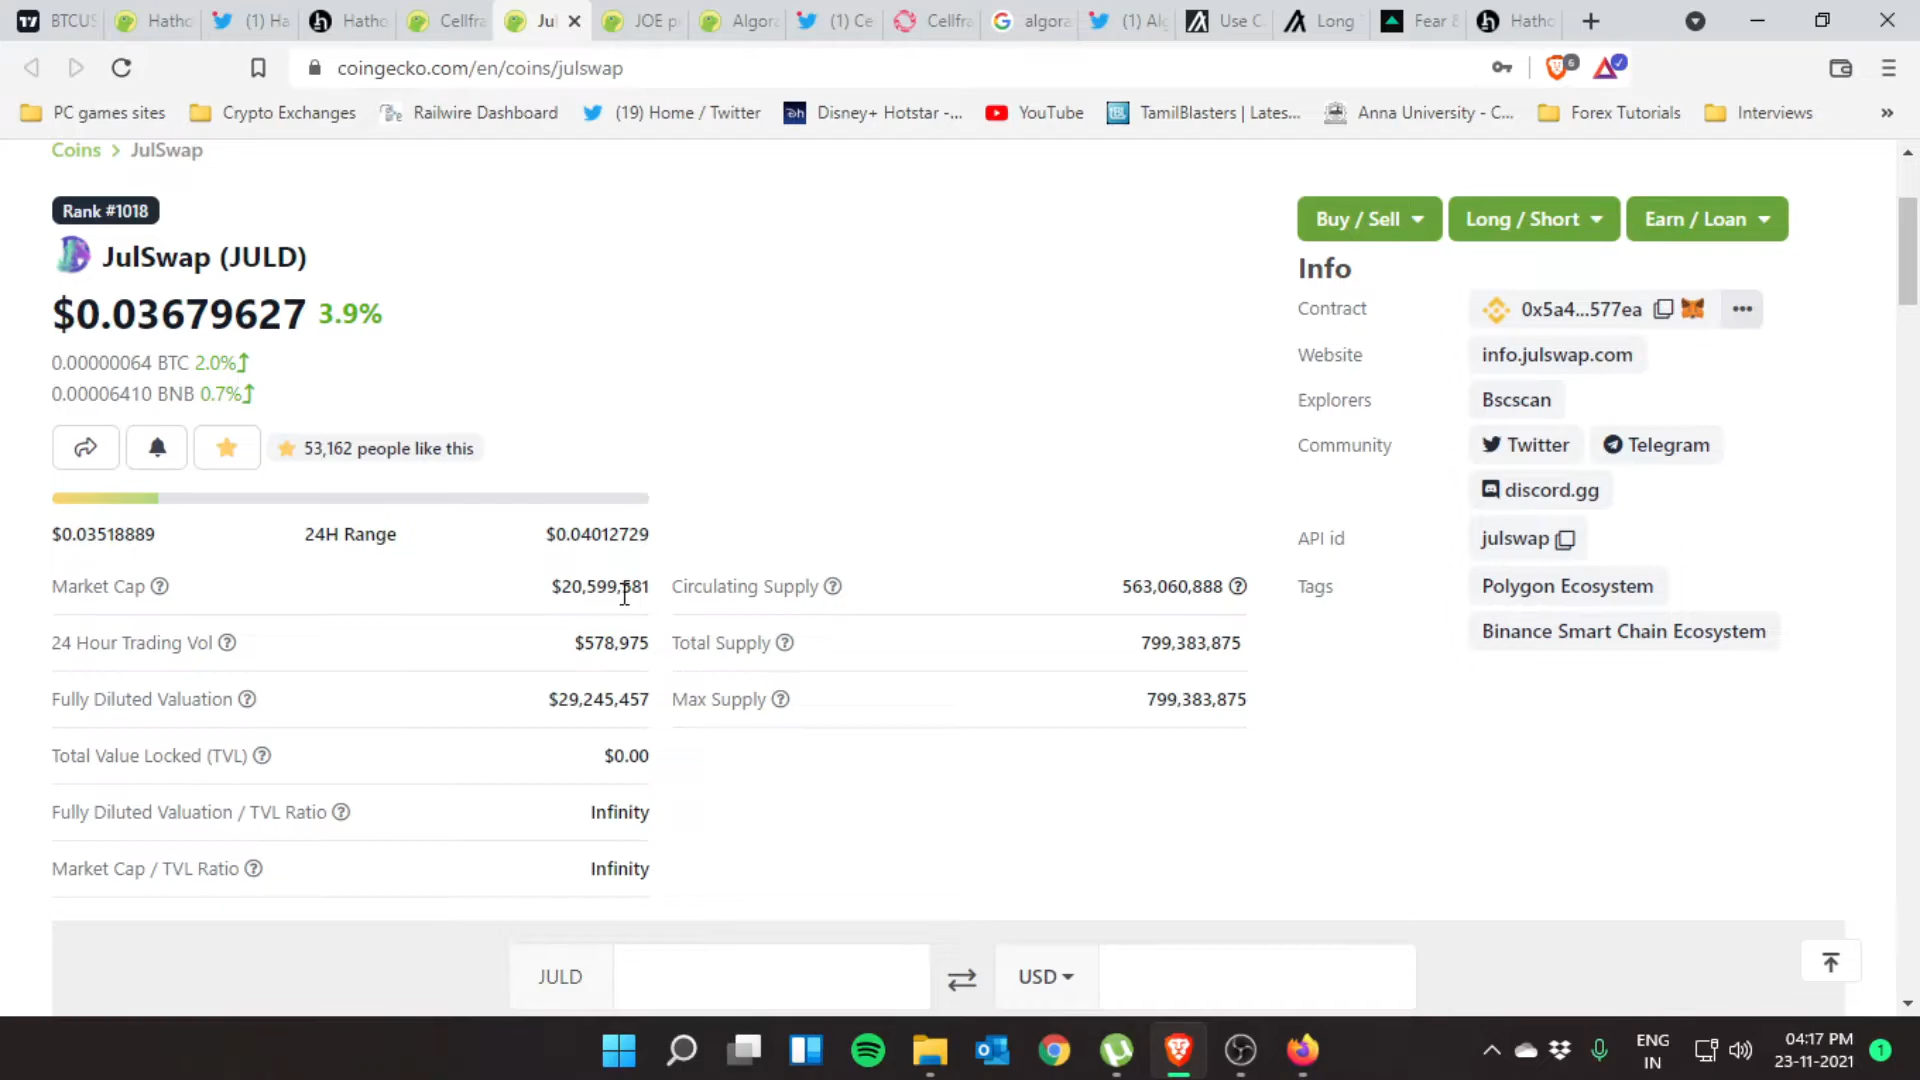 BTCUS
Hatho
(1) Ha
Hatho
Cellfra
Jul
JOE p
Algora
(1) Ce
Cellfra
algora
(1) Alg
Use C
Long
Fear &
Hatho
coingecko.com/en/coins/julswap
6
PC games sites
Crypto Exchanges
Railwire Dashboard
(19) Home / Twitter
Disney+ Hotstar -...
YouTube
TamilBlasters | Lates...
Anna University - C...
Forex Tutorials
Interviews
»
Coins > JulSwap
Rank #1018
JulSwap (JULD)
$0.03679627 3.9%
0.00000064 BTC 2.0%
0.00006410 BNB 0.7%
53,162 people like this
$0.03518889 24H Range $0.04012729
Market Cap $20,599,581
24 Hour Trading Vol $578,975
Fully Diluted Valuation $29,245,457
Total Value Locked (TVL) $0.00
Fully Diluted Valuation / TVL Ratio Infinity
Market Cap / TVL Ratio Infinity
Circulating Supply 563,060,888
Total Supply 799,383,875
Max Supply 799,383,875
Buy / Sell
Long / Short
Earn / Loan
Info
Contract 0x5a4...577ea
Website info.julswap.com
Explorers Bscscan
Community Twitter Telegram
discord.gg
API id julswap
Tags Polygon Ecosystem
Binance Smart Chain Ecosystem
JULD
USD
ENG
IN
04:17 PM
23-11-2021
1